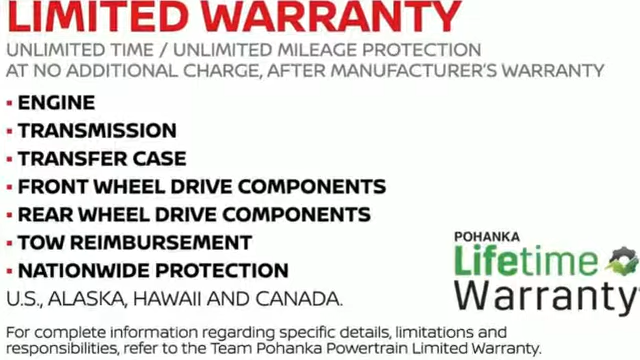 LIMITED WARRANTY
UNLIMITED TIME / UNLIMITED MILEAGE PROTECTION
AT NO ADDITIONAL CHARGE, AFTER MANUFACTURER'S WARRANTY
▪ ENGINE
▪ TRANSMISSION
▪ TRANSFER CASE
▪ FRONT WHEEL DRIVE COMPONENTS
▪ REAR WHEEL DRIVE COMPONENTS
▪ TOW REIMBURSEMENT
▪ NATIONWIDE PROTECTION
U.S., ALASKA, HAWAII AND CANADA.
POHANKA
Lifetime
Warranty
For complete information regarding specific details, limitations and
responsibilities, refer to the Team Pohanka Powertrain Limited Warranty.